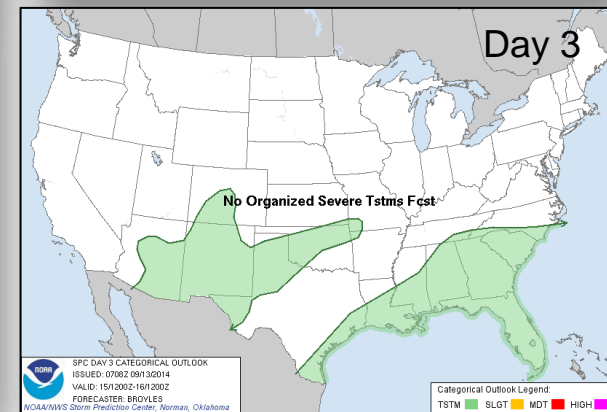 Day 3
No Organized Severe Tstms Fcst
NOAA
SPC DAY 3 CATEGORICAL OUTLOOK
ISSUED: 0708Z 09/13/2014
VALID: 15/1200Z-16/1200Z
FORECASTER: BROYLES
NOAA/NWS Storm Prediction Center, Norman, Oklahoma
Categorical Outlook Legend:
TSTM SLGT MDT HIGH